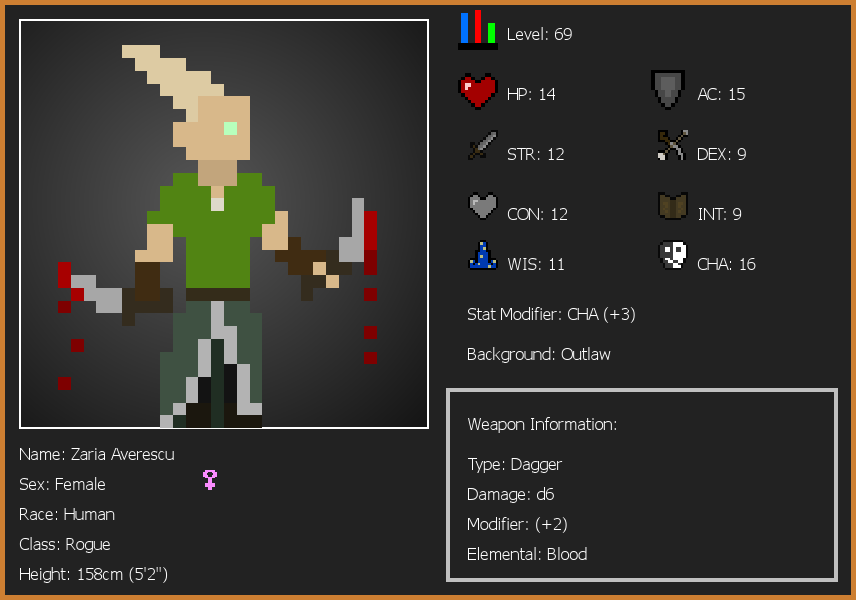 Level: 69
HP: 14
AC: 15
STR: 12
DEX: 9
CON: 12
INT: 9
WIS: 11
CHA: 16
Stat Modifier: CHA (+3)
Background: Outlaw
Weapon Information:
Type: Dagger
Damage: d6
Modifier: (+2)
Elemental: Blood
Name: Zaria Averescu
Sex: Female
Race: Human
Class: Rogue
Height: 158cm (5'2")